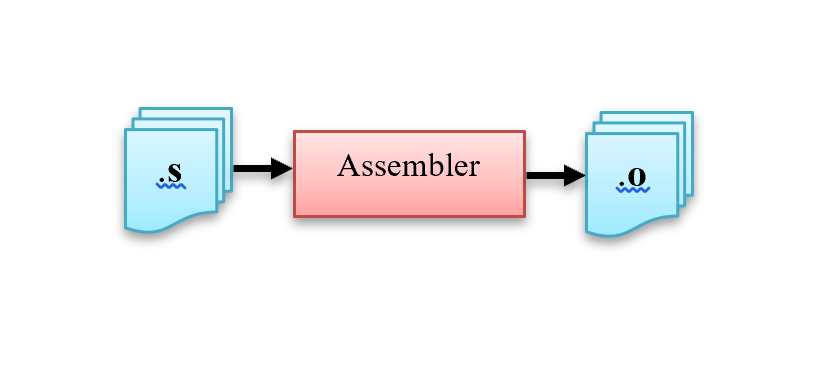 .s
Assembler
.o